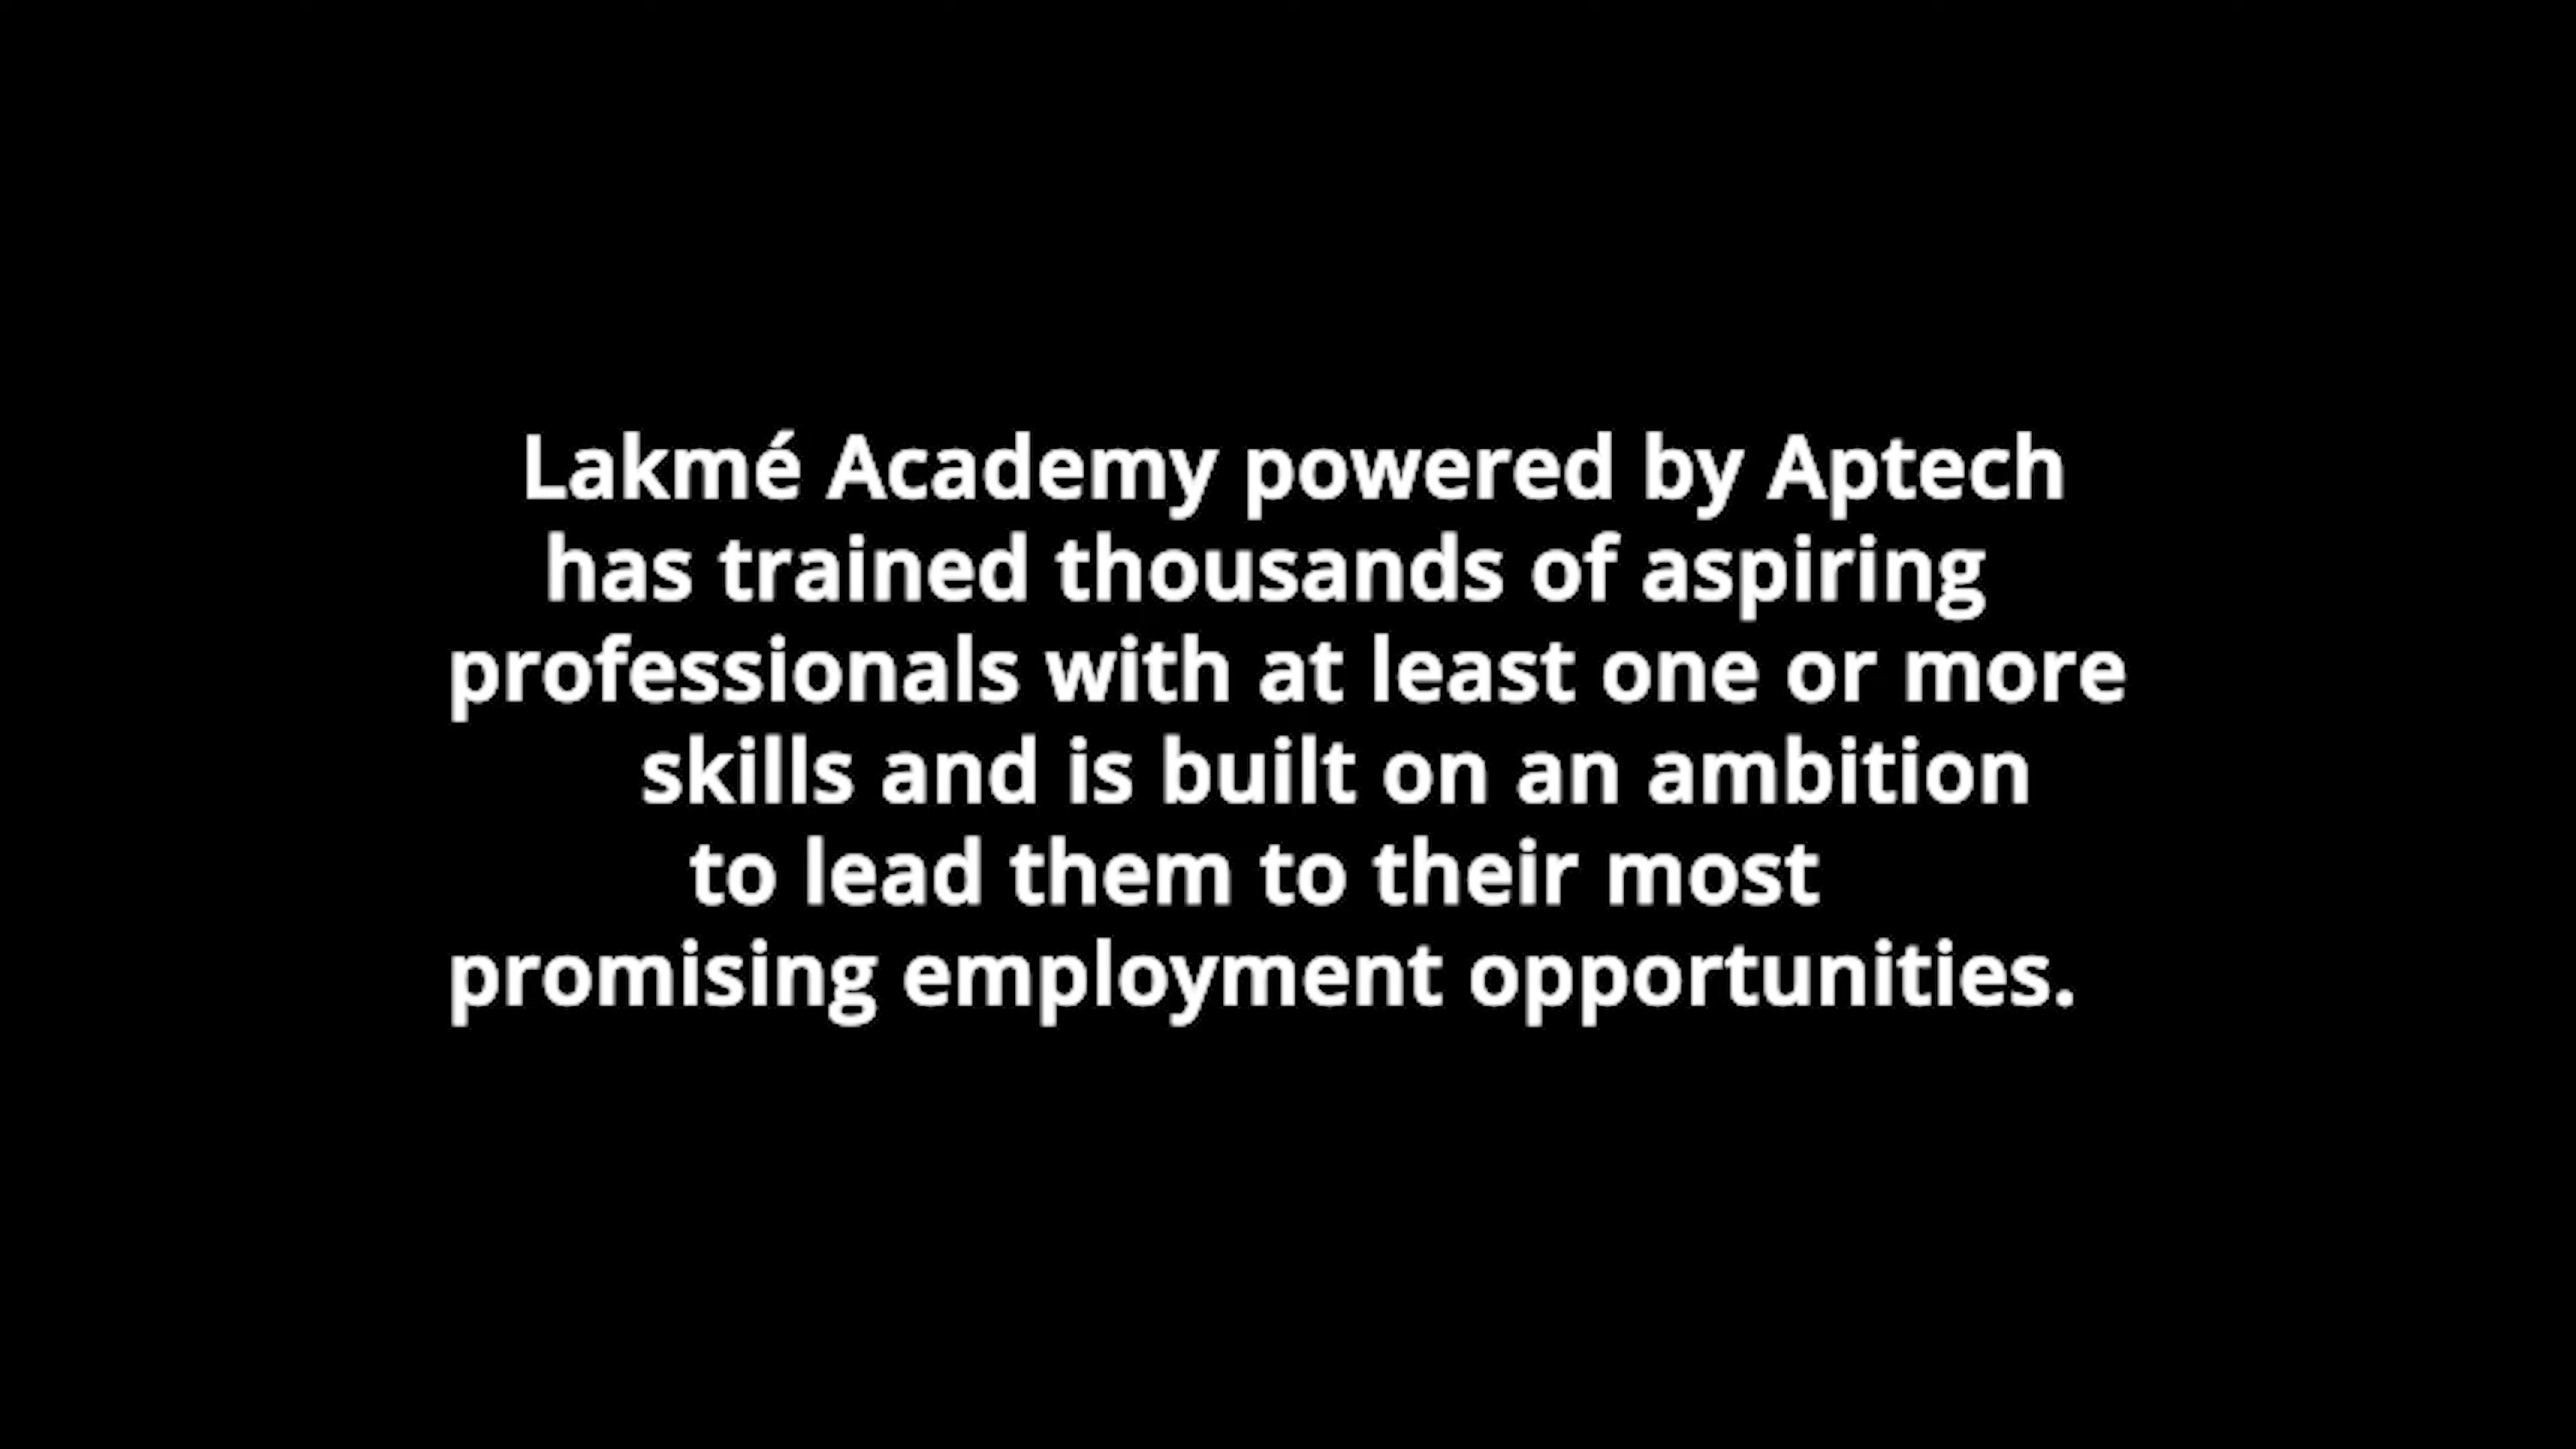 Lakmé Academy powered by Aptech
has trained thousands of aspiring
professionals with at least one or more
skills and is built on an ambition
to lead them to their most
promising employment opportunities.